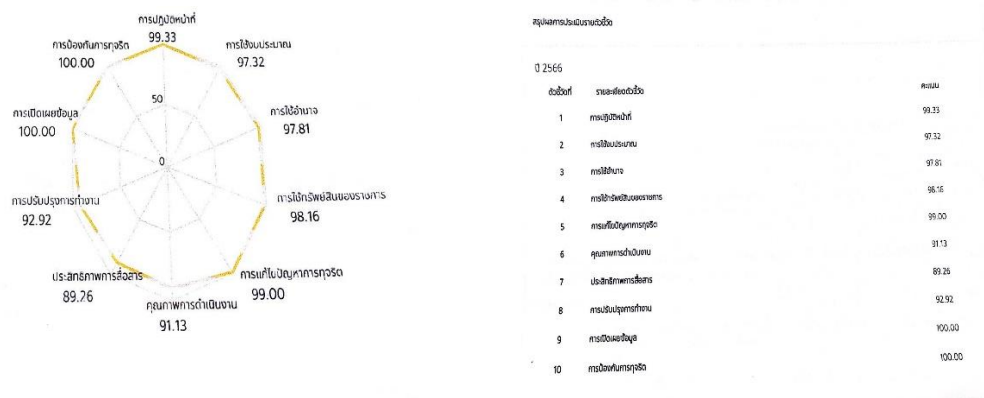 การปฏิบัติหน้าที่
99.33
การป้องกันการทุจริต
100.00
การใช้งบประมาณ
97.32
50
การเปิดเผยข้อมูล
100.00
การใช้อำนาจ
97.81
0
การปรับปรุงการทำงาน
92.92
การใช้ทรัพย์สินของราชการ
98.16
ประสิทธิภาพการสื่อสาร
89.26
การแก้ไขปัญหาการทุจริต
99.00
คุณภาพการดำเนินงาน
91.13
สรุปผลการประเมินรายตัวชี้วัด
ปี 2566
ตัวชี้วัดที่ รายละเอียดตัวชี้วัด คะแนน
1 การปฏิบัติหน้าที่ 99.33
2 การใช้งบประมาณ 97.32
3 การใช้อำนาจ 97.81
4 การใช้ทรัพย์สินของราชการ 98.16
5 การแก้ไขปัญหาการทุจริต 99.00
6 คุณภาพการดำเนินงาน 91.13
7 ประสิทธิภาพการสื่อสาร 89.26
8 การปรับปรุงการทำงาน 92.92
9 การเปิดเผยข้อมูล 100.00
10 การป้องกันการทุจริต 100.00